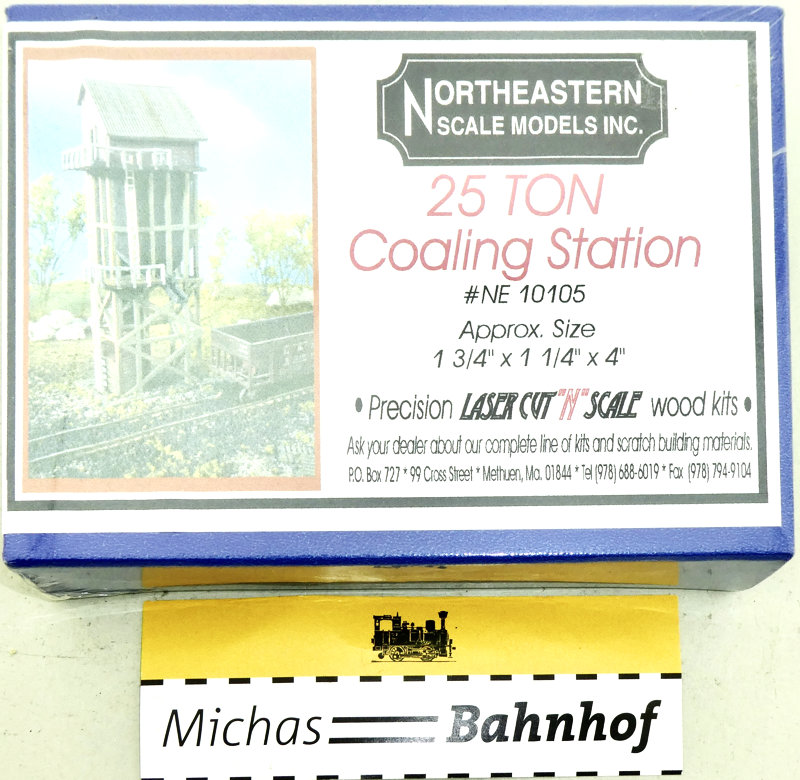 NORTHEASTERN
SCALE MODELS INC.
25 TON
Coaling Station
#NE 10105
Approx. Size
1 3/4" x 1 1/4" x 4"
• Precision LASER CUT "N" SCALE wood kits •
Ask your dealer about our complete line of kits and scratch building materials.
P.O. Box 727 * 99 Cross Street * Methuen, Ma. 01844 * Tel (978) 688-6019 * Fax (978) 794-9104
Michas Bahnhof